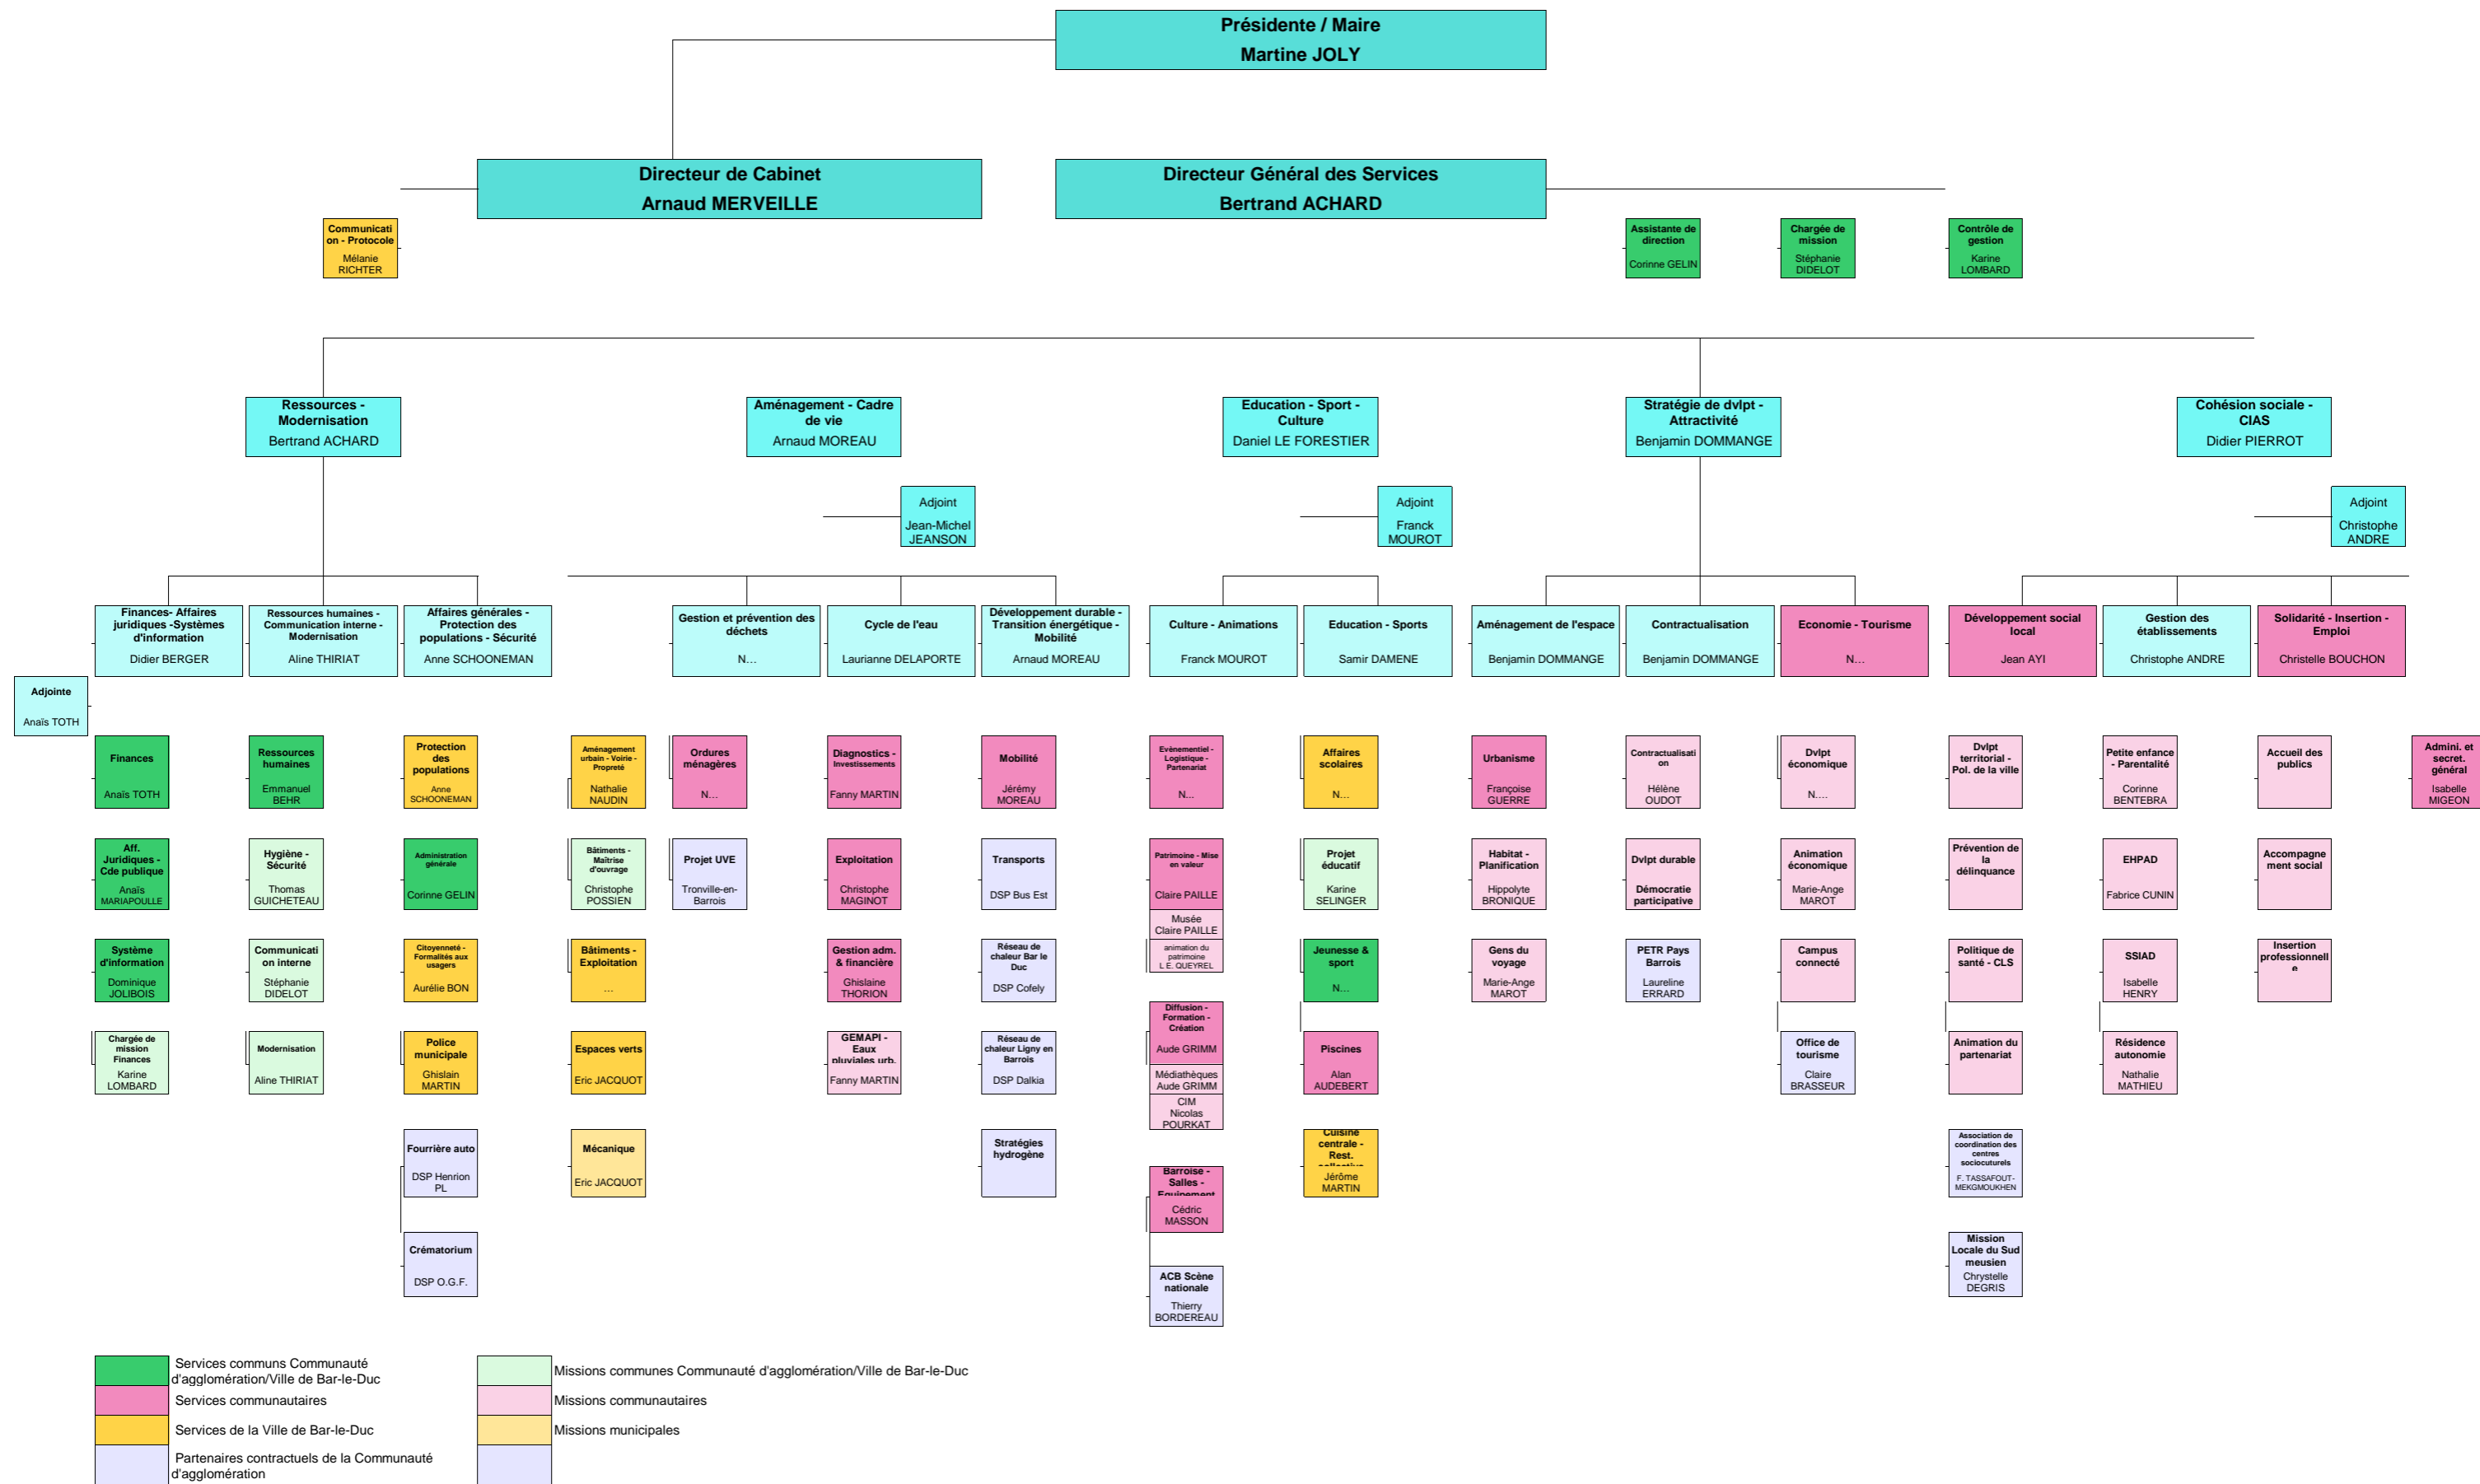 Présidente / Maire
Martine JOLY
Directeur de Cabinet
Arnaud MERVEILLE
Directeur Général des Services
Bertrand ACHARD
Communicati
on - Protocole
Mélanie
RICHTER
Assistante de
direction
Corinne GELIN
Chargée de
mission
Stéphanie
DIDELOT
Contrôle de
gestion
Karine
LOMBARD
Ressources -
Modernisation
Bertrand ACHARD
Aménagement - Cadre
de vie
Arnaud MOREAU
Education - Sport -
Culture
Daniel LE FORESTIER
Stratégie de dvlpt -
Attractivité
Benjamin DOMMANGE
Cohésion sociale -
CIAS
Didier PIERROT
Adjoint
Jean-Michel
JEANSON
Adjoint
Franck
MOUROT
Adjoint
Christophe
ANDRE
Finances- Affaires
juridiques -Systèmes
d'information
Didier BERGER
Ressources humaines -
Communication interne -
Modernisation
Aline THIRIAT
Affaires générales -
Protection des
populations - Sécurité
Anne SCHOONEMAN
Gestion et prévention des
déchets
N...
Cycle de l'eau
Laurianne DELAPORTE
Développement durable -
Transition énergétique -
Mobilité
Arnaud MOREAU
Culture - Animations
Franck MOUROT
Education - Sports
Samir DAMENE
Aménagement de l'espace
Benjamin DOMMANGE
Contractualisation
Benjamin DOMMANGE
Economie - Tourisme
N...
Développement social
local
Jean AYI
Gestion des
établissements
Christophe ANDRE
Solidarité - Insertion -
Emploi
Christelle BOUCHON
Adjointe
Anaïs TOTH
Finances
Anaïs TOTH
Ressources
humaines
Emmanuel
BEHR
Protection
des
populations
Anne
SCHOONEMAN
Aménagement
urbain - Voirie -
Propreté
Nathalie
NAUDIN
Ordures
ménagères
N...
Diagnostics -
Investissements
Fanny MARTIN
Mobilité
Jérémy
MOREAU
Evènementiel -
Logistique -
Partenariat
N...
Affaires
scolaires
N...
Urbanisme
Françoise
GUERRE
Contractualisati
on
Hélène
OUDOT
Dvlpt
économique
N....
Dvlpt
territorial -
Pol. de la ville
Petite enfance
- Parentalité
Corinne
BENTEBRA
Accueil des
publics
Admini. et
secret.
général
Isabelle
MIGEON
Aff.
Juridiques -
Cde publique
Anaïs
MARIAPOULLE
Hygiène -
Sécurité
Thomas
GUICHETEAU
Administration
générale
Corinne GELIN
Bâtiments -
Maîtrise
d'ouvrage
Christophe
POSSIEN
Projet UVE
Tronville-en-
Barrois
Exploitation
Christophe
MAGINOT
Transports
DSP Bus Est
Patrimoine - Mise
en valeur
Claire PAILLE
Musée
Claire PAILLE
animation du
patrimoine
L E. QUEYREL
Projet
éducatif
Karine
SELINGER
Habitat -
Planification
Hippolyte
BRONIQUE
Dvlpt durable
Démocratie
participative
Animation
économique
Marie-Ange
MAROT
Prévention de
la
délinquance
EHPAD
Fabrice CUNIN
Accompagne
ment social
Système
d'information
Dominique
JOLIBOIS
Communicati
on interne
Stéphanie
DIDELOT
Citoyenneté -
Formalités aux
usagers
Aurélie BON
Bâtiments -
Exploitation
...
Gestion adm.
& financière
Ghislaine
THORION
Réseau de
chaleur Bar le
Duc
DSP Cofely
Jeunesse &
sport
N...
Gens du
voyage
Marie-Ange
MAROT
PETR Pays
Barrois
Laureline
ERRARD
Campus
connecté
Politique de
santé - CLS
SSIAD
Isabelle
HENRY
Insertion
professionnell
e
Chargée de
mission
Finances
Karine
LOMBARD
Modernisation
Aline THIRIAT
Police
municipale
Ghislain
MARTIN
Espaces verts
Eric JACQUOT
GEMAPI -
Eaux
pluviales urb.
Fanny MARTIN
Réseau de
chaleur Ligny en
Barrois
DSP Dalkia
Diffusion -
Formation -
Création
Aude GRIMM
Médiathèques
Aude GRIMM
CIM
Nicolas
POURKAT
Piscines
Alan
AUDEBERT
Office de
tourisme
Claire
BRASSEUR
Animation du
partenariat
Résidence
autonomie
Nathalie
MATHIEU
Fourrière auto
DSP Henrion
PL
Mécanique
Eric JACQUOT
Stratégies
hydrogène
Barroise -
Salles -
Equipement
Cédric
MASSON
Cuisine
centrale -
Rest.
Jérôme
MARTIN
Association de
coordination des
centres
sociocuturels
F. TASSAFOUT-
MEKGMOUKHEN
Crématorium
DSP O.G.F.
ACB Scène
nationale
Thierry
BORDEREAU
Mission
Locale du Sud
meusien
Chrystelle
DEGRIS
Services communs Communauté
d'agglomération/Ville de Bar-le-Duc
Missions communes Communauté d'agglomération/Ville de Bar-le-Duc
Services communautaires
Missions communautaires
Services de la Ville de Bar-le-Duc
Missions municipales
Partenaires contractuels de la Communauté
d'agglomération